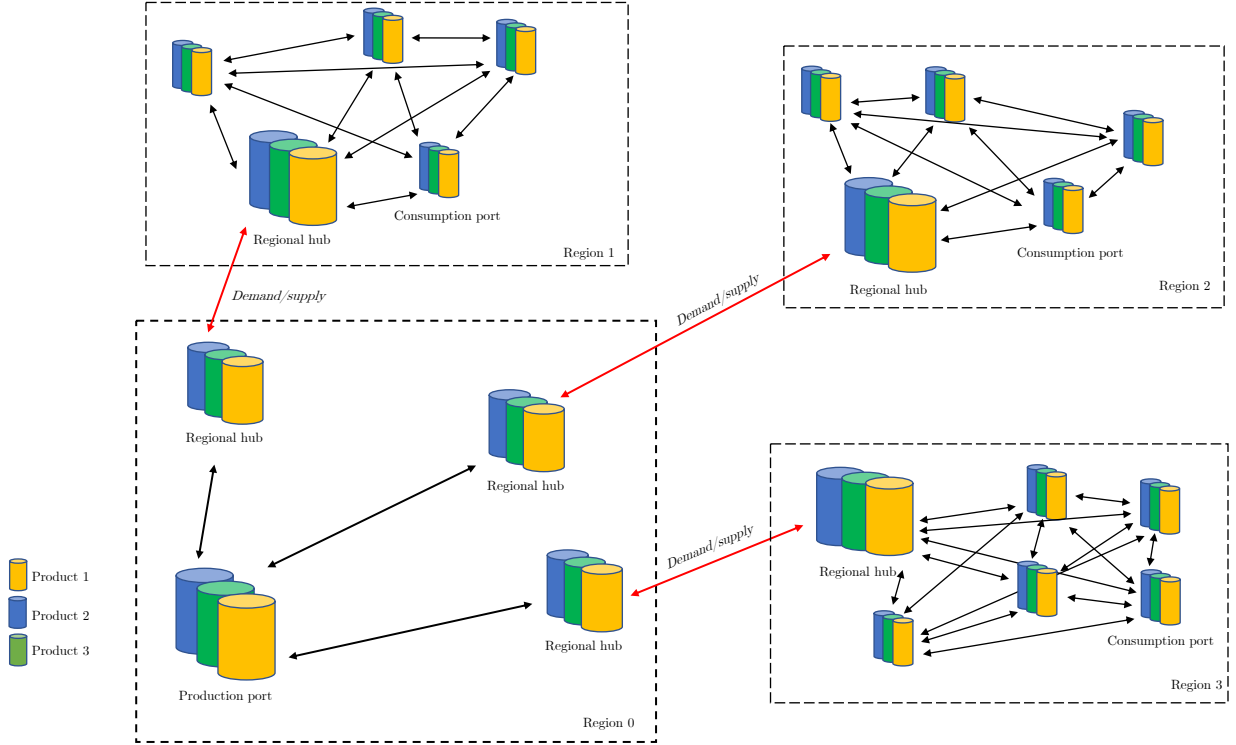 Consumption port
Regional hub
Region 1
Demand/supply
Consumption port
Regional hub
Region 2
Demand/supply
Regional hub
Regional hub
Demand/supply
Regional hub
Product 1
Product 2
Product 3
Regional hub
Production port
Region 0
Consumption port
Region 3